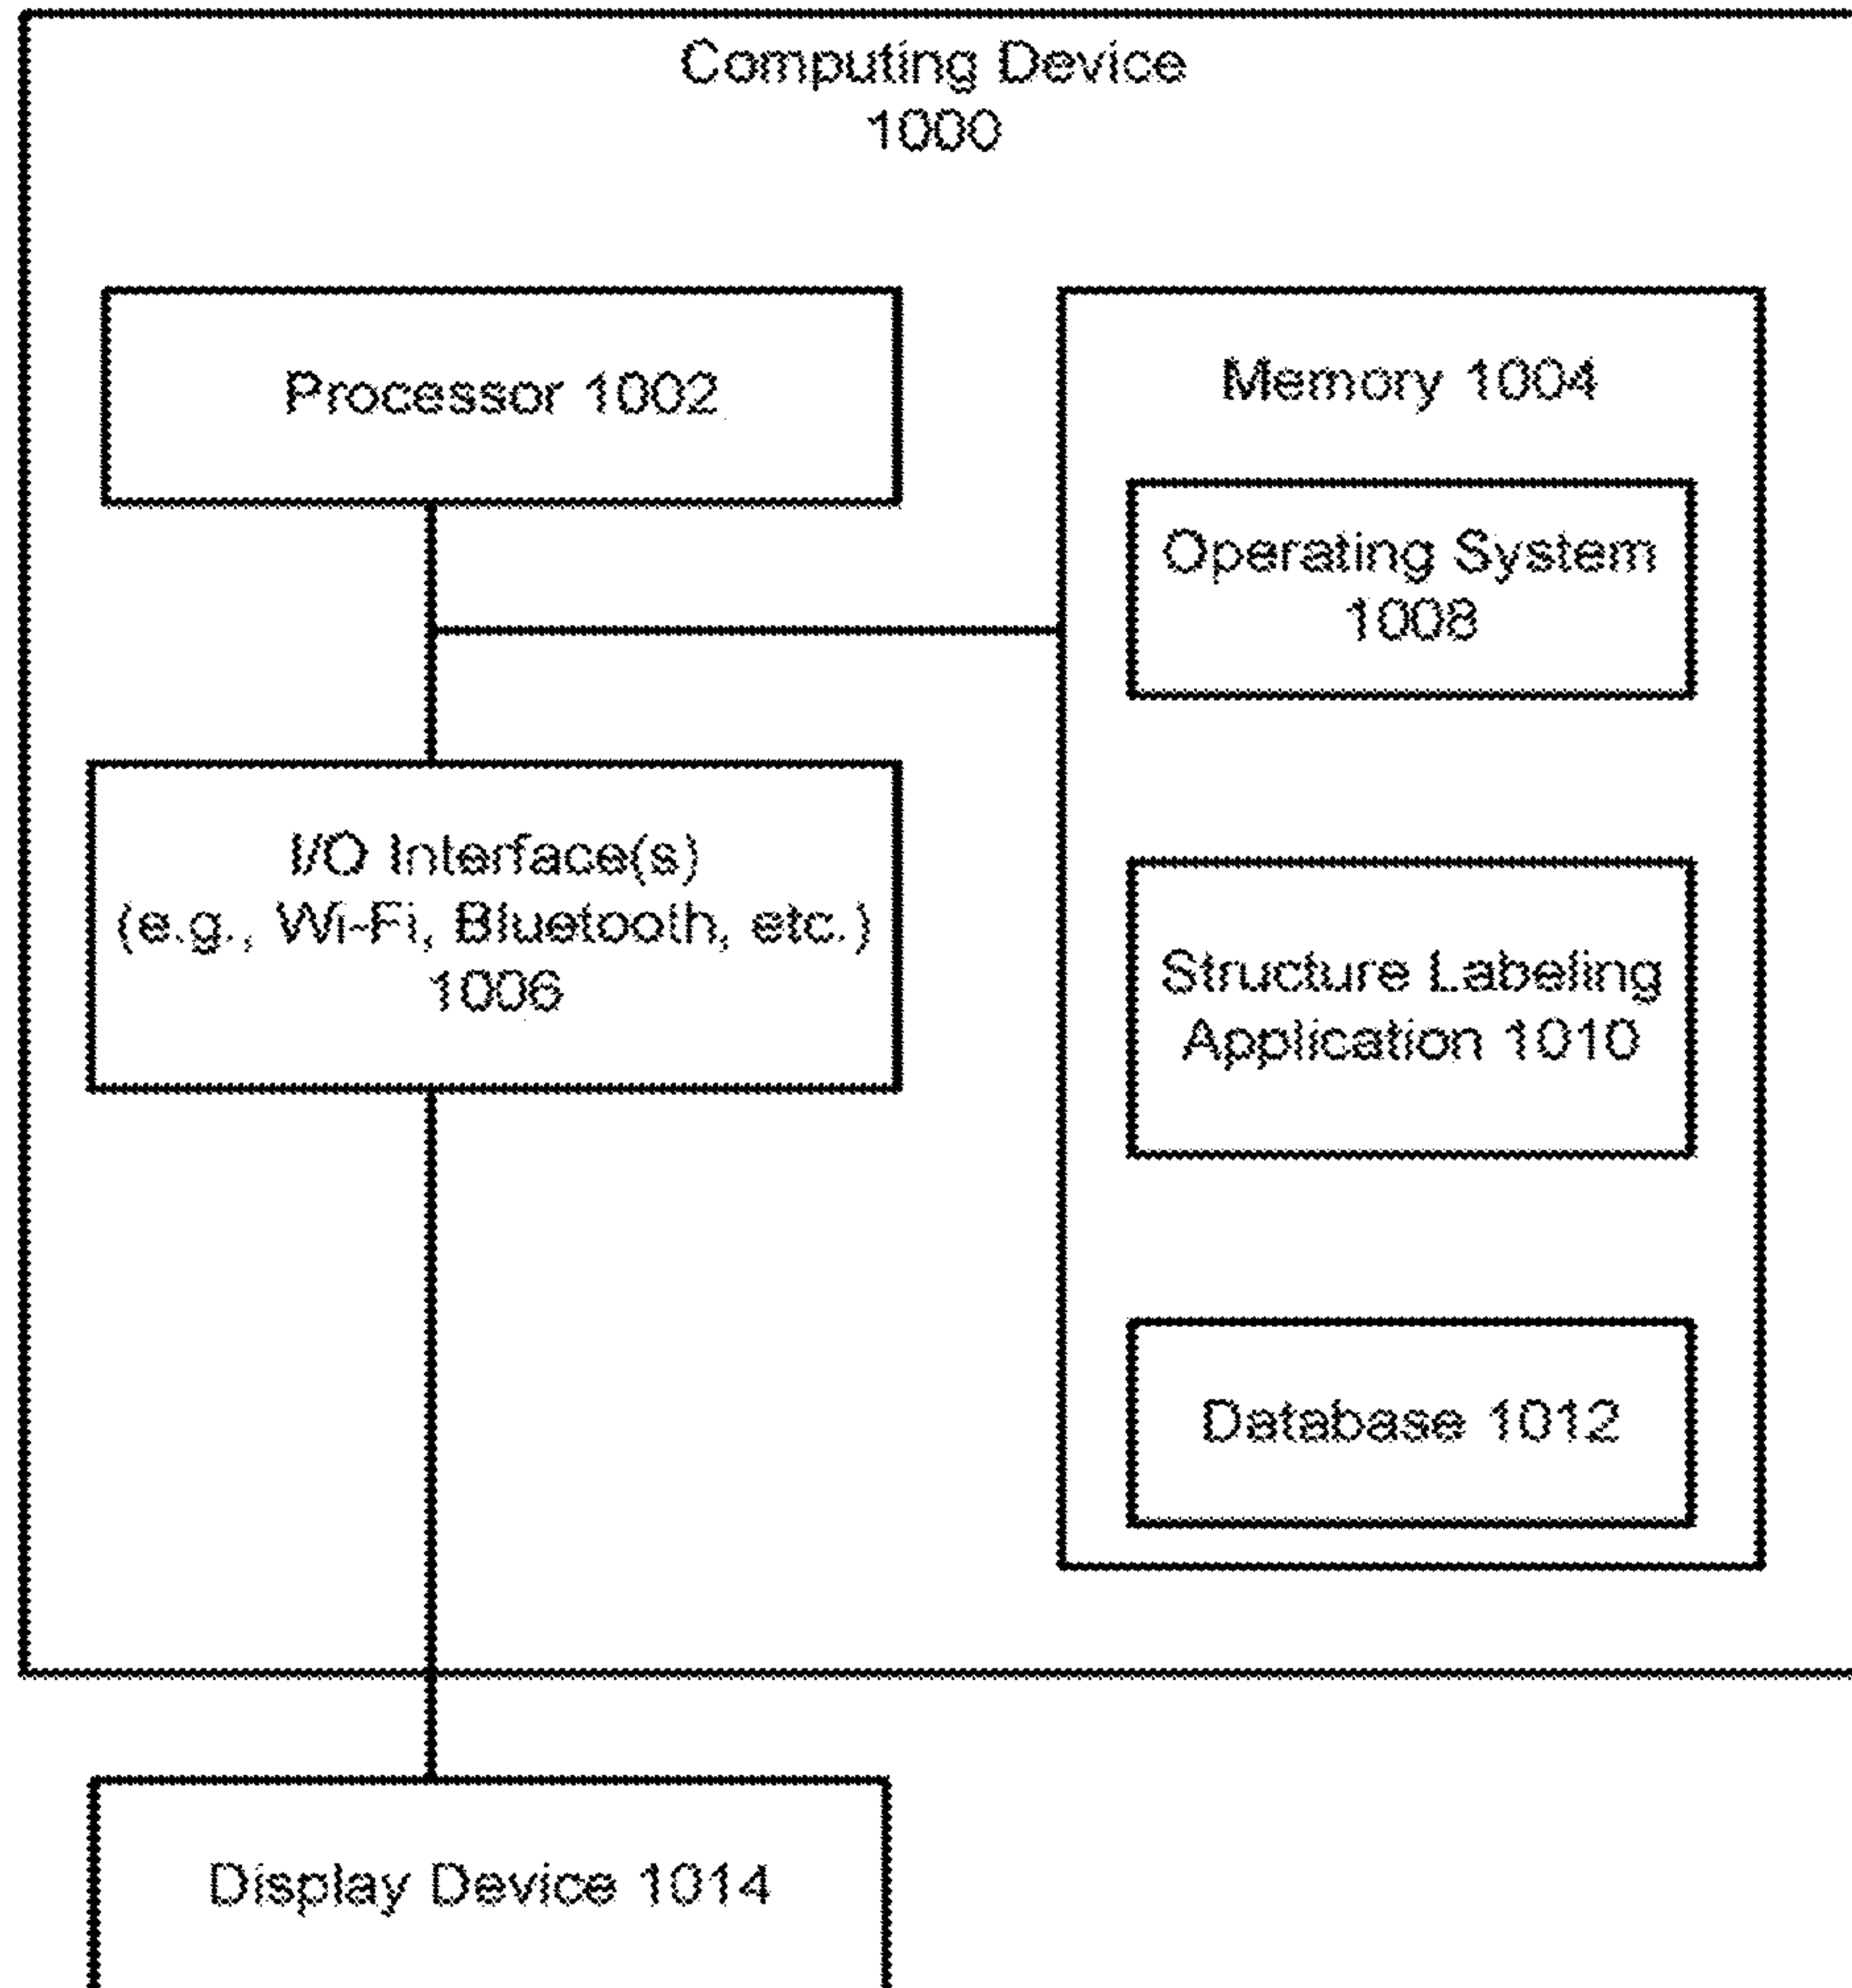 Computing Device
1000
Processor 1002
Memory 1004
Operating System
1008
I/O Interface(s)
(e.g., Wi-Fi, Bluetooth, etc.)
1006
Structure Labeling
Application 1010
Database 1012
Display Device 1014